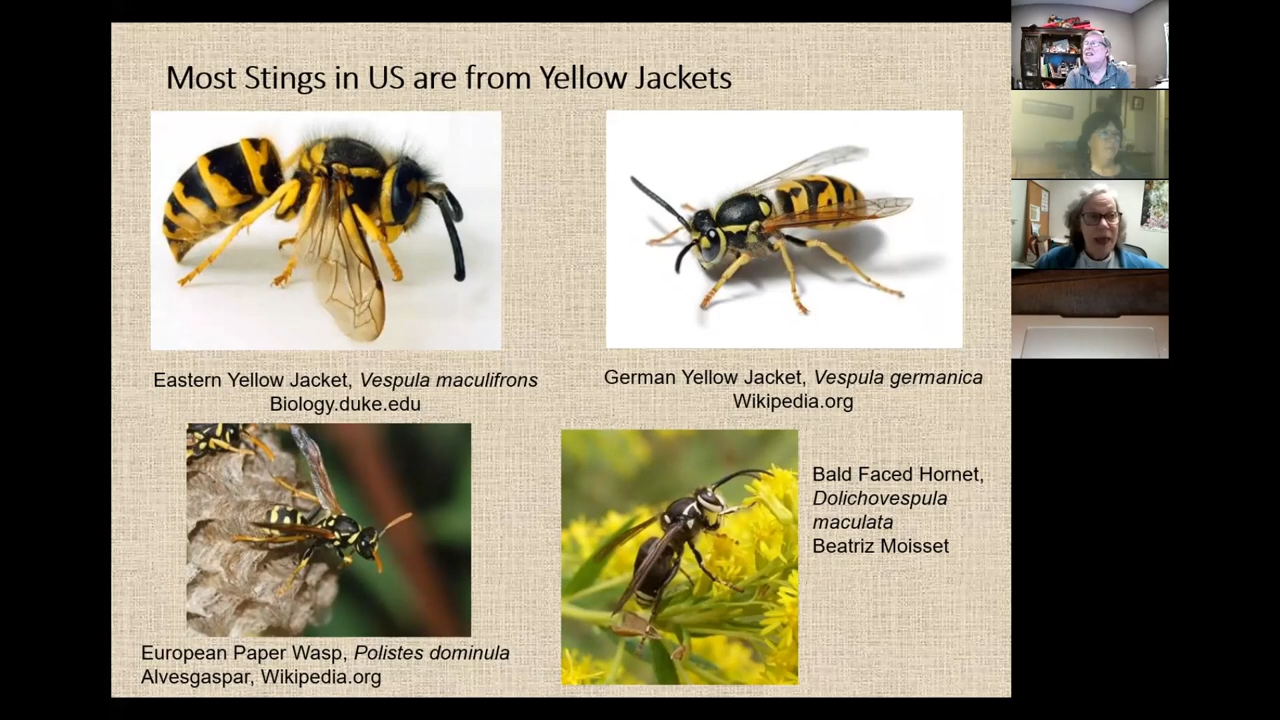 Most Stings in US are from Yellow Jackets
Eastern Yellow Jacket, Vespula maculifrons
Biology.duke.edu
German Yellow Jacket, Vespula germanica
Wikipedia.org
Bald Faced Hornet,
Dolichovespula
maculata
Beatriz Moisset
European Paper Wasp, Polistes dominula
Alvesgaspar, Wikipedia.org